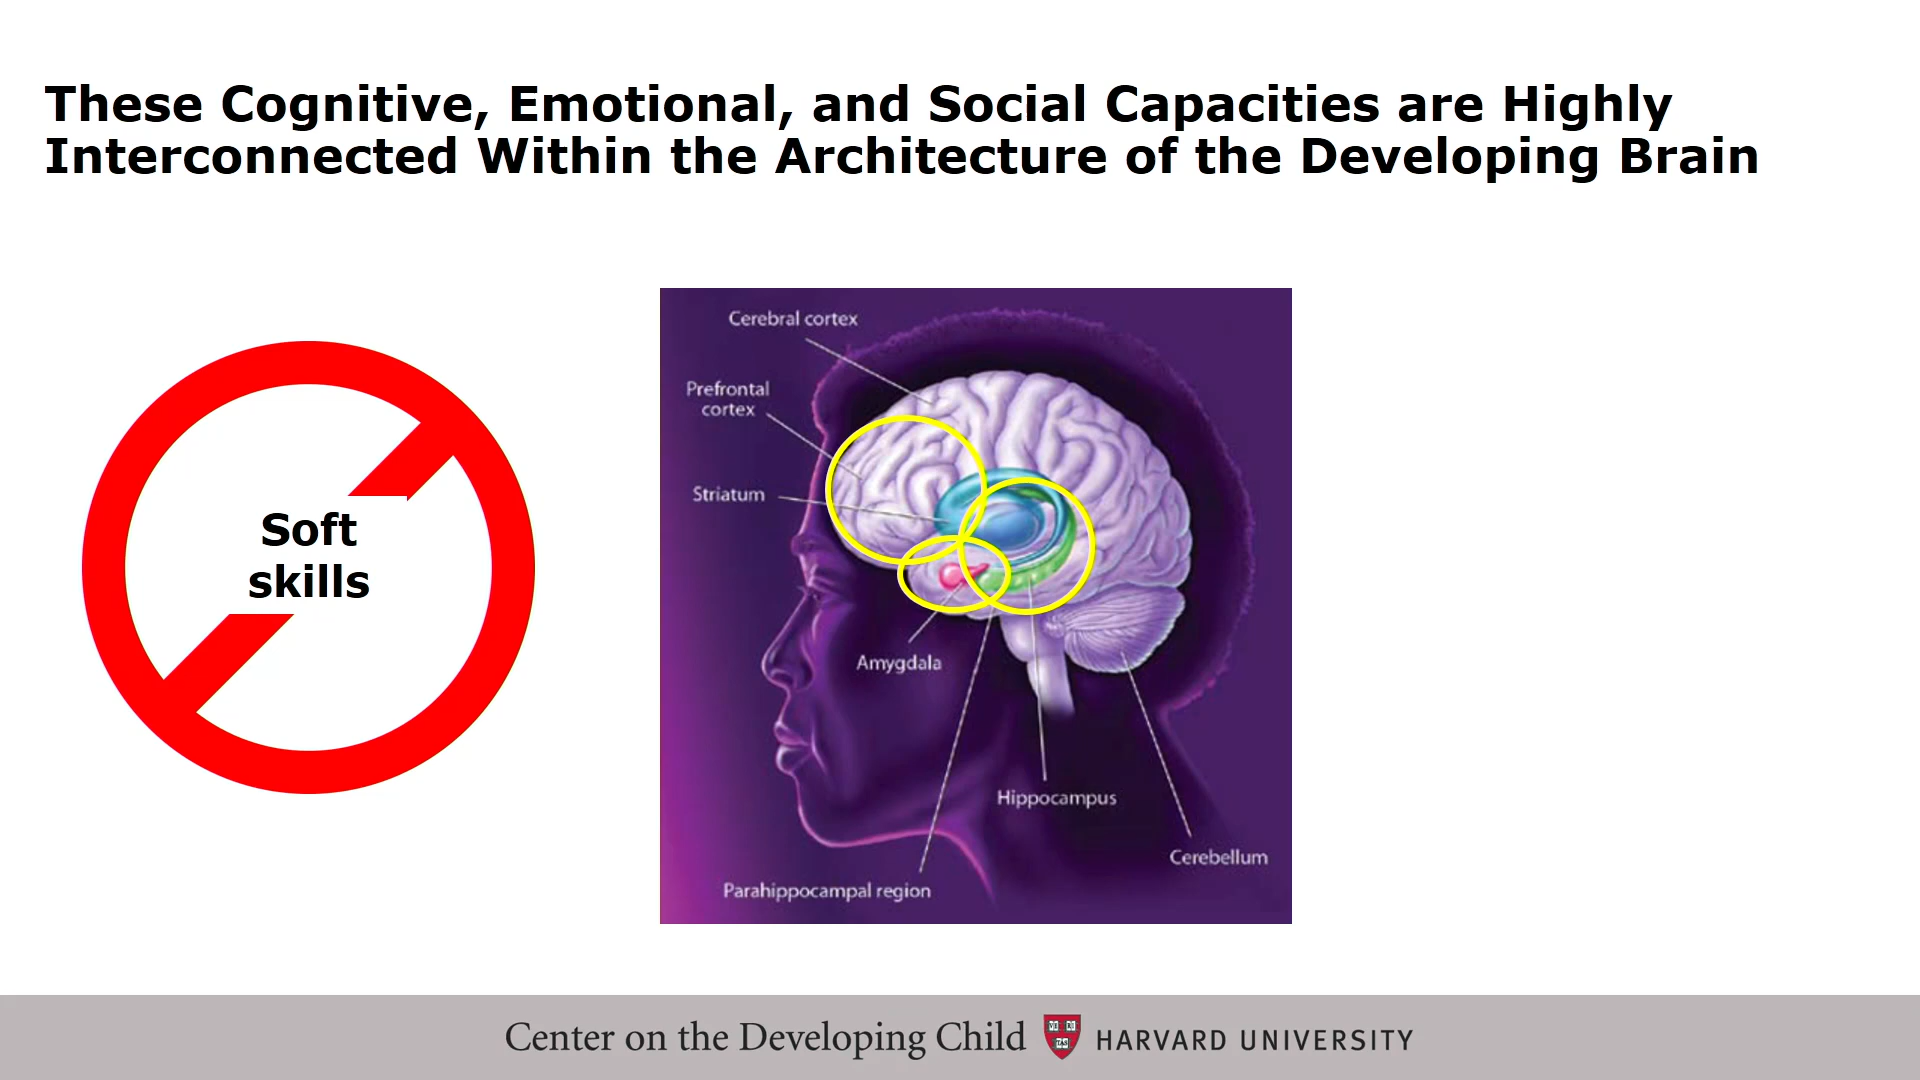 These Cognitive, Emotional, and Social Capacities are Highly
Interconnected Within the Architecture of the Developing Brain
Soft
skills
Cerebral cortex
Prefrontal
cortex
Striatum
Amygdala
Hippocampus
Cerebellum
Parahippocampal region
Center on the Developing Child HARVARD UNIVERSITY